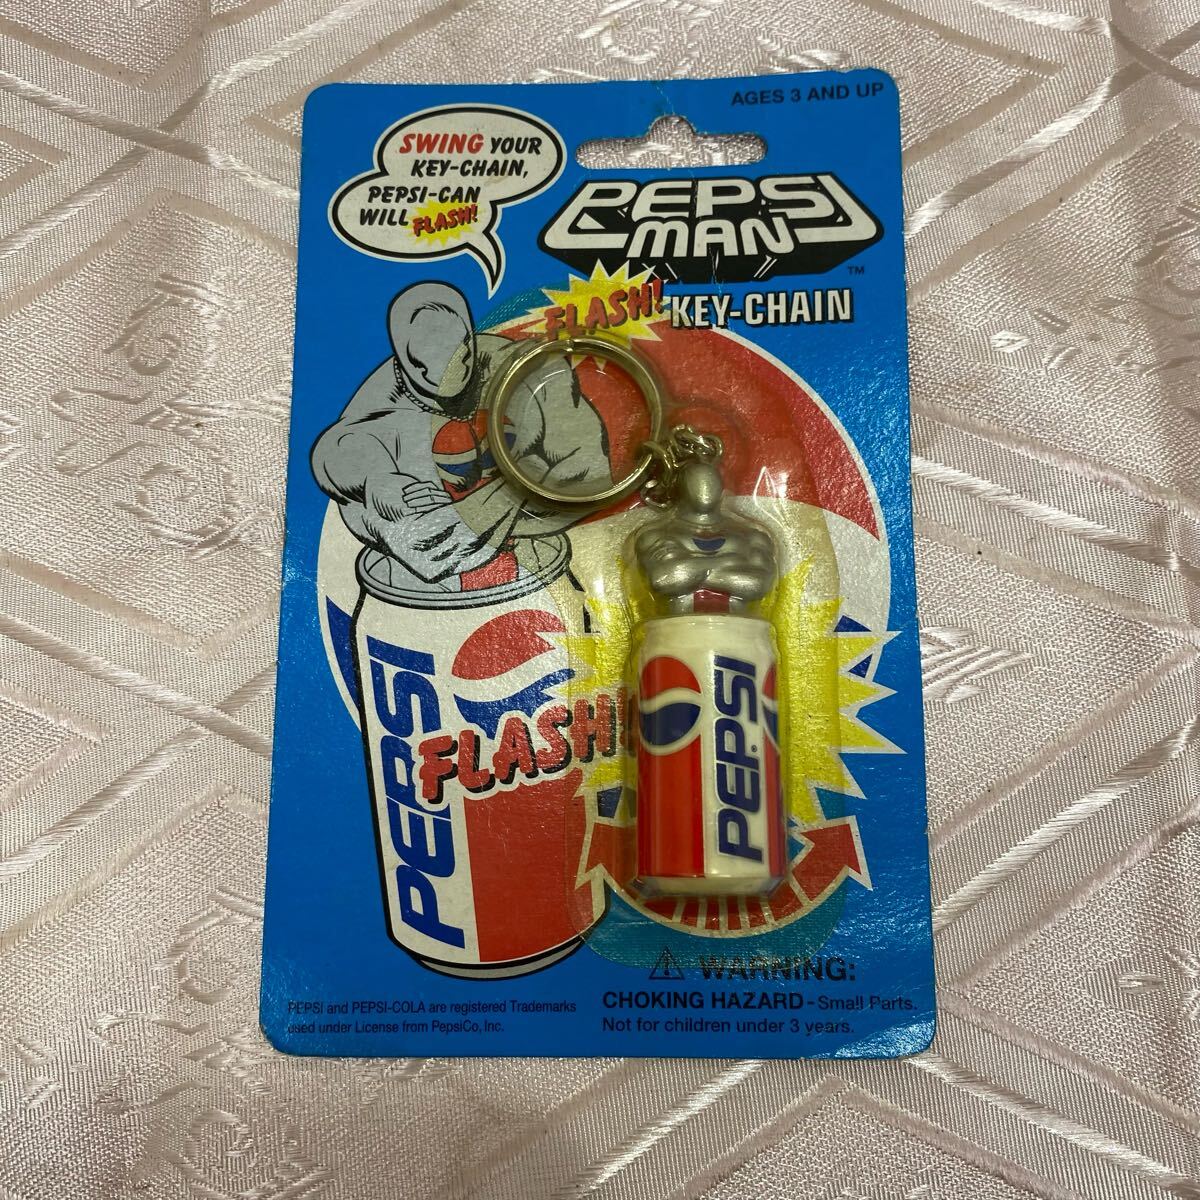 AGES 3 AND UP
SWING YOUR
KEY-CHAIN,
PEPSI-CAN
WILL FLASH!
PEPSI
MAN
TM
FLASH!
KEY-CHAIN
PEPSI
FLASH!
PEPSI
WARNING:
CHOKING HAZARD - Small Parts.
Not for children under 3 years.
PEPSI and PEPSI-COLA are registered Trademarks
used under License from PepsiCo, Inc.